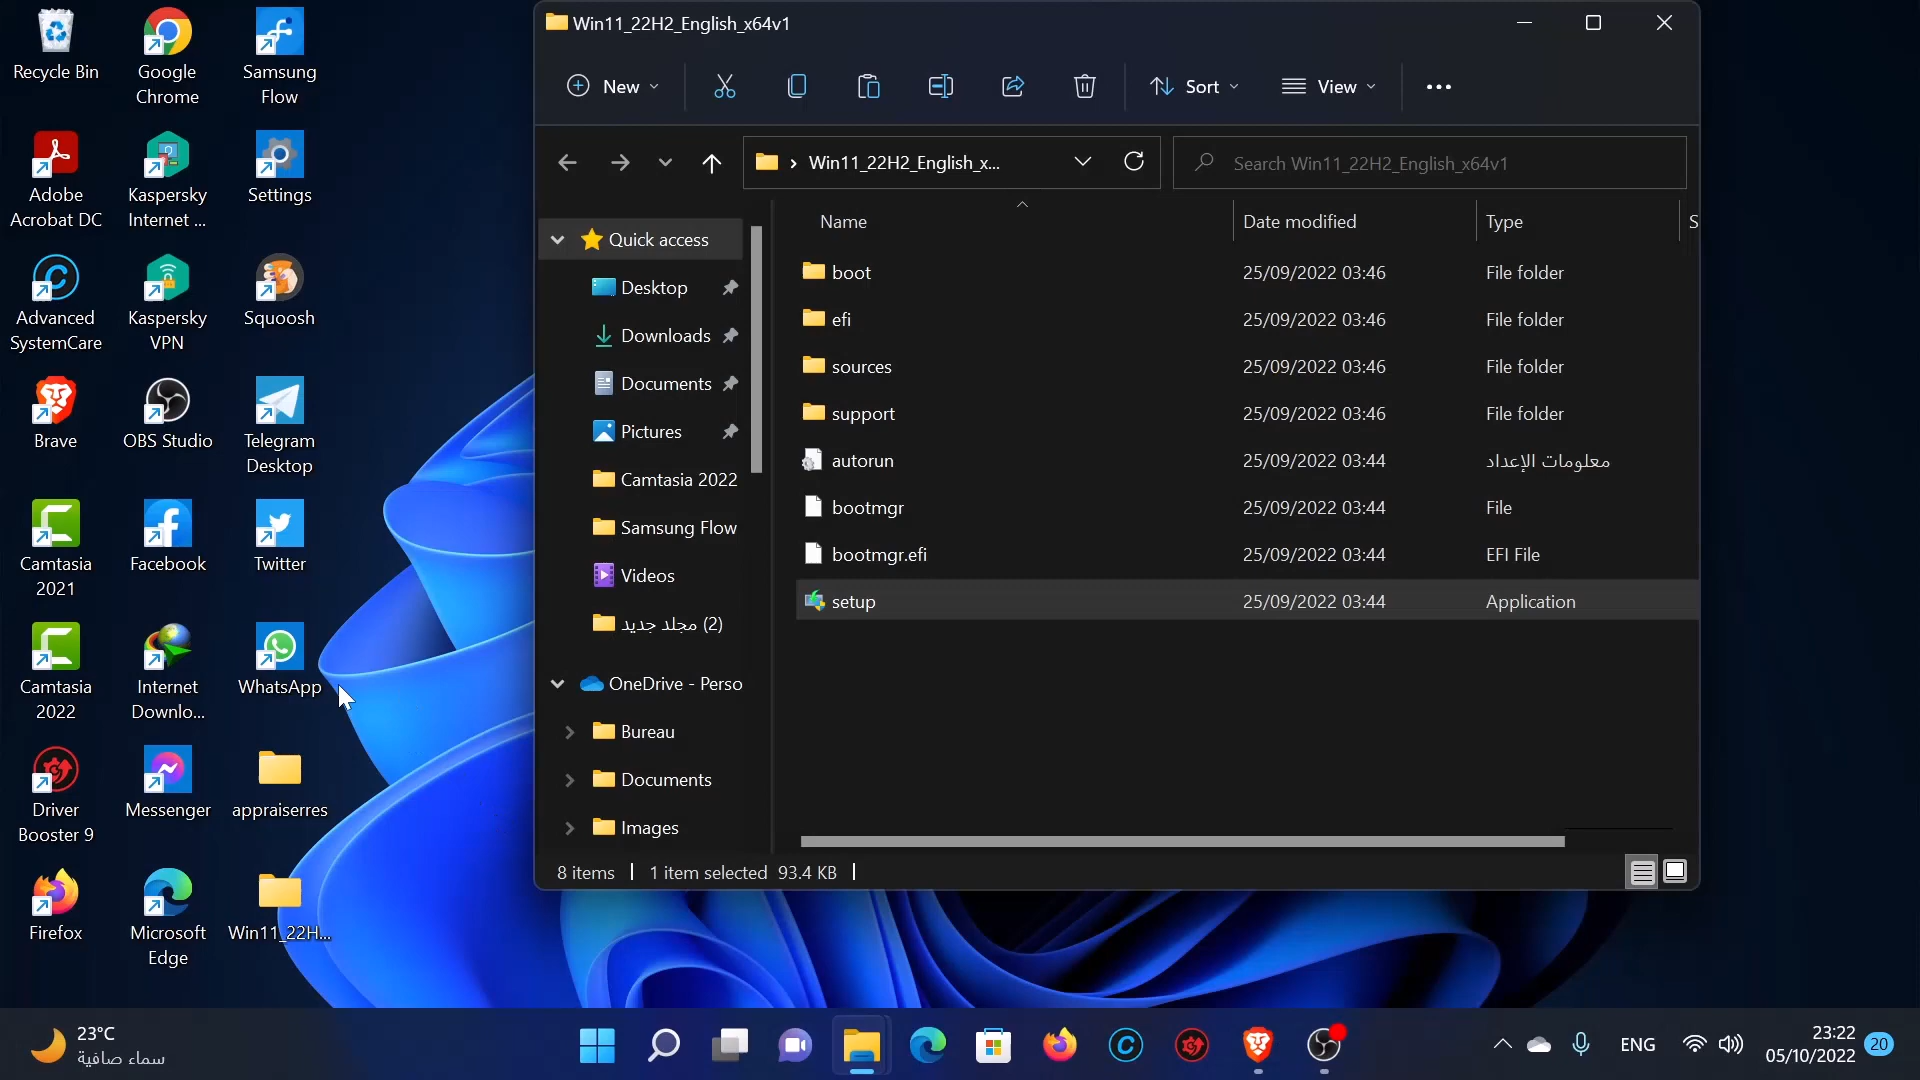 Recycle Bin
Google
Chrome
Samsung
Flow
Adobe
Acrobat DC
Kaspersky
Internet ...
Settings
Advanced
SystemCare
Kaspersky
VPN
Squoosh
Brave
OBS Studio
Telegram
Desktop
Camtasia
2021
Facebook
Twitter
Camtasia
2022
Internet
Downlo...
WhatsApp
Driver
Booster 9
Messenger
appraiserres
Firefox
Microsoft
Edge
Win11_22H...
Win11_22H2_English_x64v1
New
Sort
View
Win11_22H2_English_x...
Search Win11_22H2_English_x64v1
Quick access
Desktop
Downloads
Documents
Pictures
Camtasia 2022
Samsung Flow
Videos
مجلد جديد (2)
OneDrive - Perso
Bureau
Documents
Images
Name Date modified Type S
boot 25/09/2022 03:46 File folder
efi 25/09/2022 03:46 File folder
sources 25/09/2022 03:46 File folder
support 25/09/2022 03:46 File folder
autorun 25/09/2022 03:44 معلومات الإعداد
bootmgr 25/09/2022 03:44 File
bootmgr.efi 25/09/2022 03:44 EFI File
setup 25/09/2022 03:44 Application
8 items 1 item selected 93.4 KB
23°C
سماء صافية
ENG
23:22
05/10/2022
20